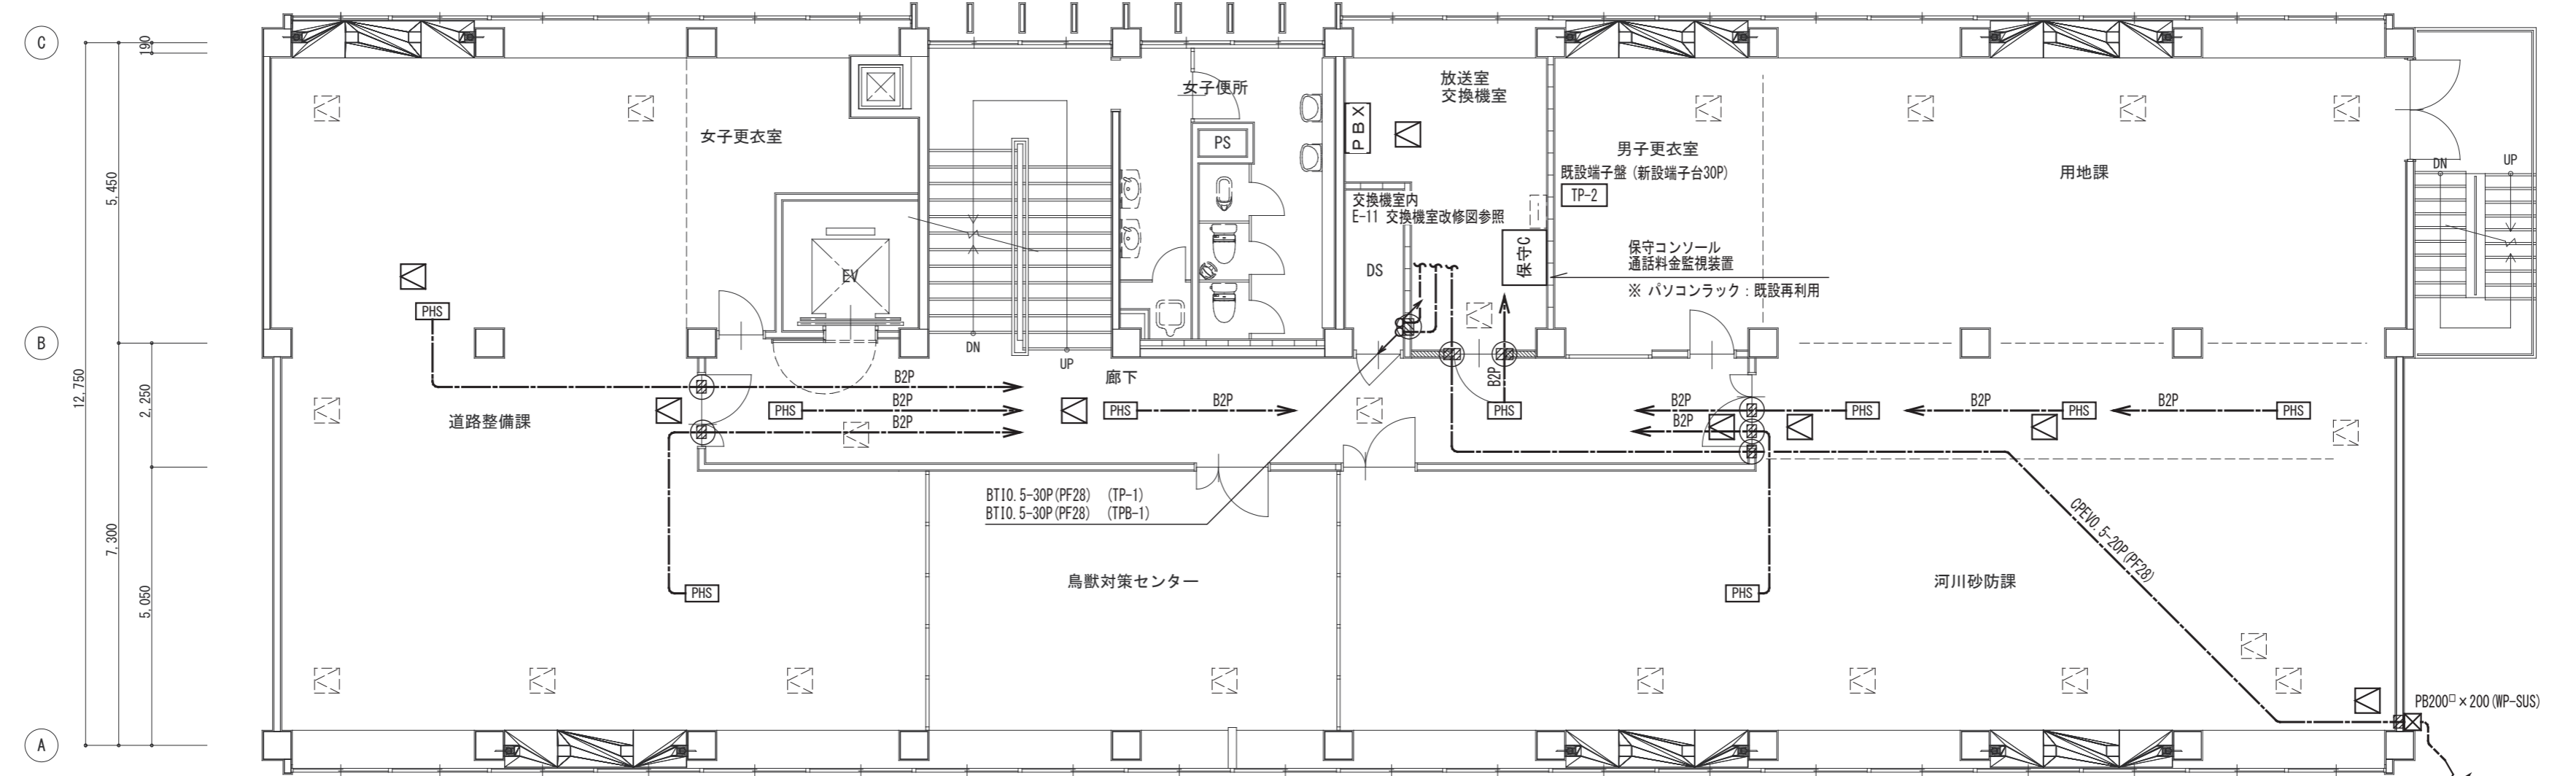 C
190
女子便所
放送室
交換機室
PBX
女子更衣室
PS
男子更衣室
既設端子盤(新設端子台30P)
TP-2
用地課
DN
UP
5,450
交換機室内
E-11 交換機室改修図参照
保守C
保守コンソール
通話料金監視装置
※ パソコンラック：既設再利用
EV
DS
PHS
B
DN
UP
廊下
12,750
2,250
B2P
B2P
B2P
B2P
B2P
B2P
B2P
B2P
B2P
PHS
PHS
PHS
PHS
PHS
PHS
道路整備課
BTI0.5-30P(PF28) (TP-1)
BTI0.5-30P(PF28) (TPB-1)
CPEV0.5-20P(PF28)
7,300
5,050
鳥獣対策センター
河川砂防課
PHS
PHS
PB200□×200(WP-SUS)
A